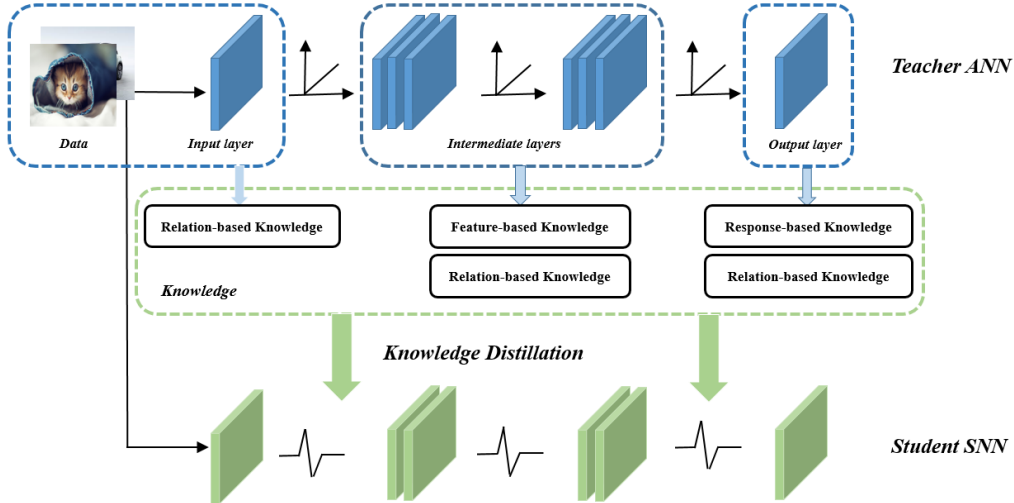 Teacher ANN
Data
Input layer
Intermediate layers
Output layer
Relation-based Knowledge
Feature-based Knowledge
Response-based Knowledge
Relation-based Knowledge
Relation-based Knowledge
Knowledge
Knowledge Distillation
Student SNN